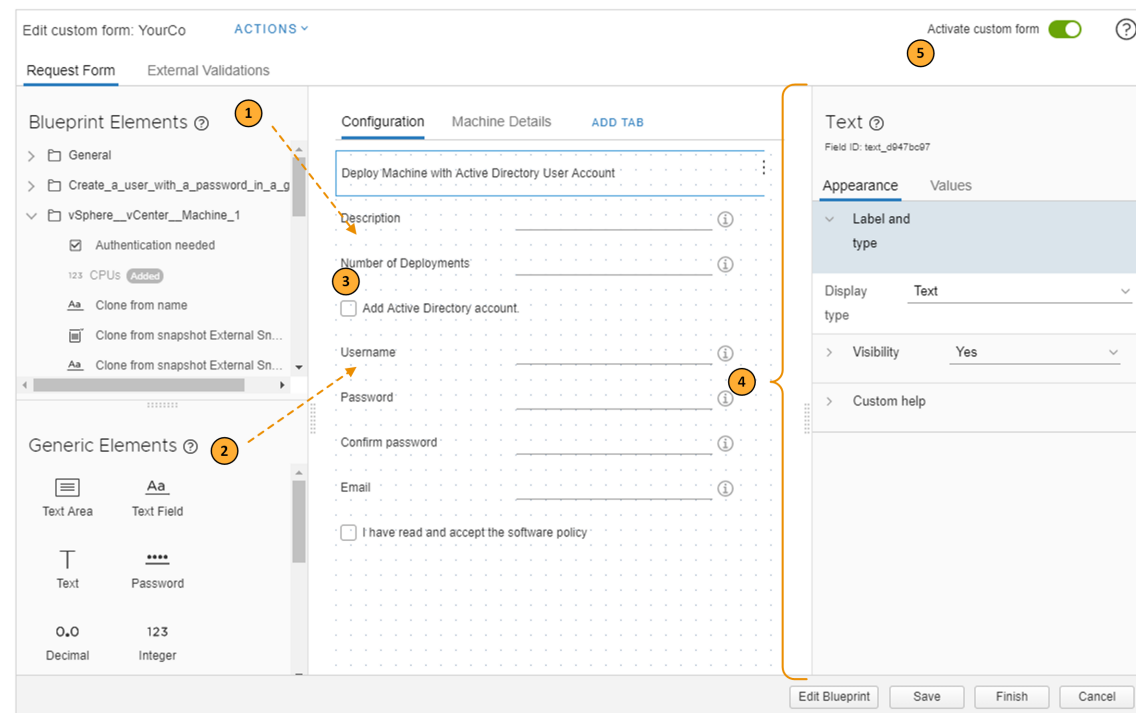 Edit custom form: YourCo
ACTIONS
Activate custom form
?
5
Request Form
External Validations
Blueprint Elements ?
1
General
Create_a_user_with_a_password_in_a_g
vSphere__vCenter__Machine_1
Authentication needed
123 CPUs Added
Aa Clone from name
Clone from snapshot External Sn...
Aa Clone from snapshot External Sn...
Generic Elements ?
2
Text Area
Aa
Text Field
T
Text
Password
0.0
Decimal
123
Integer
Configuration
Machine Details
ADD TAB
Deploy Machine with Active Directory User Account
Description
Number of Deployments
3
Add Active Directory account.
Username
4
Password
Confirm password
Email
I have read and accept the software policy
Text ?
Field ID: text_d947bc97
Appearance
Values
Label and
type
Display
type
Text
Visibility
Yes
Custom help
Edit Blueprint
Save
Finish
Cancel